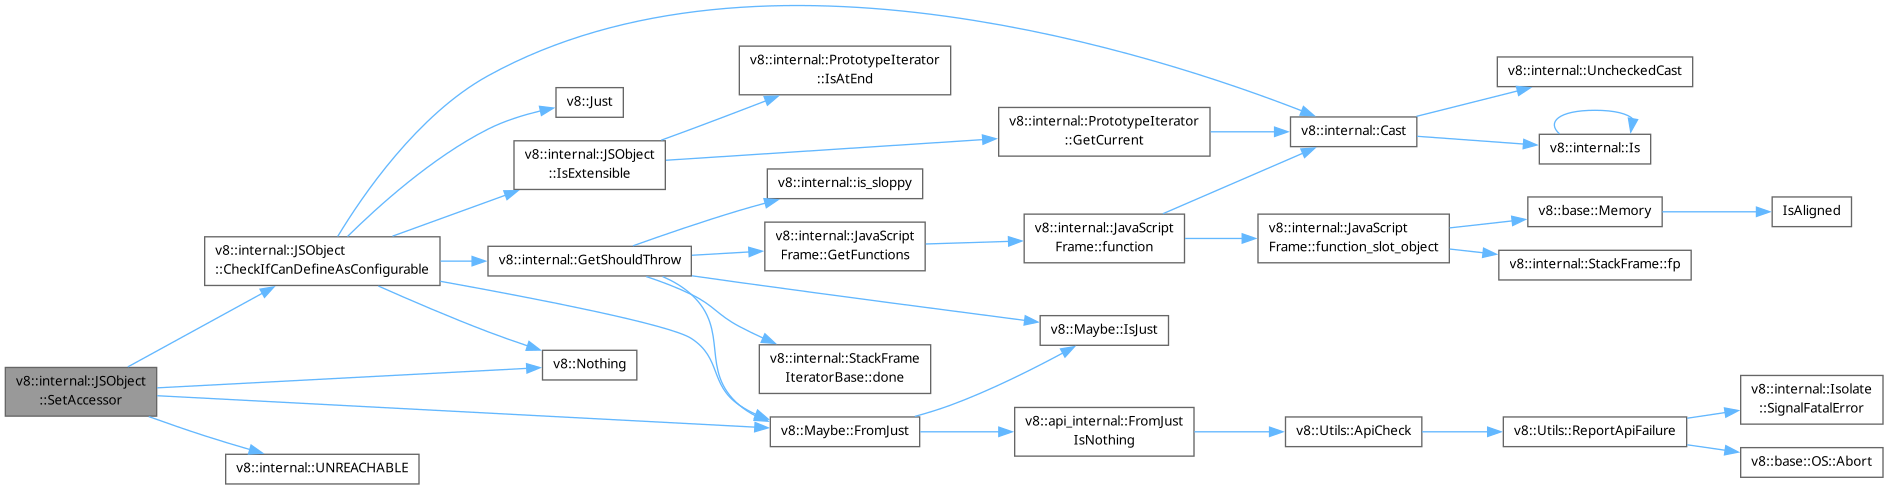 v8::internal::JSObject
::SetAccessor
v8::internal::JSObject
::CheckIfCanDefineAsConfigurable
v8::internal::UNREACHABLE
v8::Just
v8::internal::JSObject
::IsExtensible
v8::internal::GetShouldThrow
v8::Nothing
v8::internal::PrototypeIterator
::IsAtEnd
v8::internal::is_sloppy
v8::internal::JavaScript
Frame::GetFunctions
v8::internal::StackFrame
IteratorBase::done
v8::Maybe::FromJust
v8::internal::PrototypeIterator
::GetCurrent
v8::internal::JavaScript
Frame::function
v8::Maybe::IsJust
v8::api_internal::FromJust
IsNothing
v8::internal::Cast
v8::internal::JavaScript
Frame::function_slot_object
v8::Utils::ApiCheck
v8::internal::UncheckedCast
v8::internal::Is
v8::base::Memory
v8::internal::StackFrame::fp
v8::Utils::ReportApiFailure
IsAligned
v8::internal::Isolate
::SignalFatalError
v8::base::OS::Abort